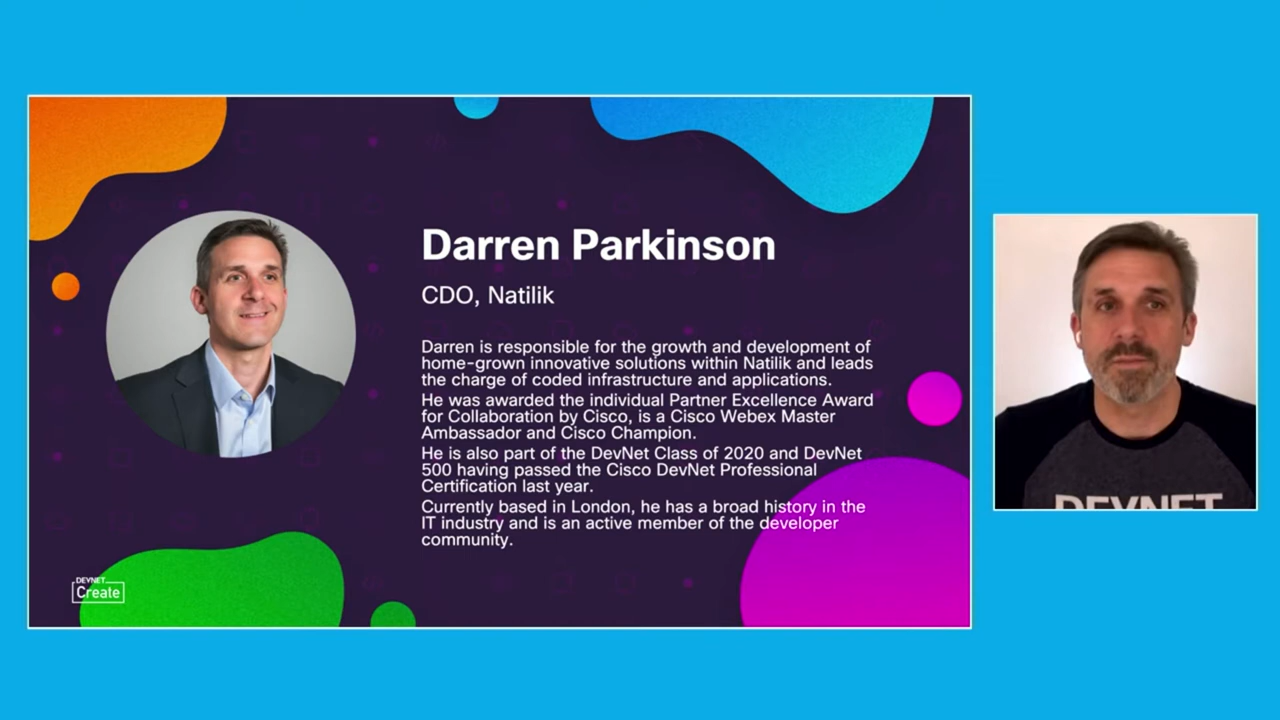 Darren Parkinson
CDO, Natilik
Darren is responsible for the growth and development of
home-grown innovative solutions within Natilik and leads
the charge of coded infrastructure and applications.
He was awarded the individual Partner Excellence Award
for Collaboration by Cisco, is a Cisco Webex Master
Ambassador and Cisco Champion.
He is also part of the DevNet Class of 2020 and DevNet
500 having passed the Cisco DevNet Professional
Certification last year.
Currently based in London, he has a broad history in the
IT industry and is an active member of the developer
community.
DEVNET
Create
DEVNET